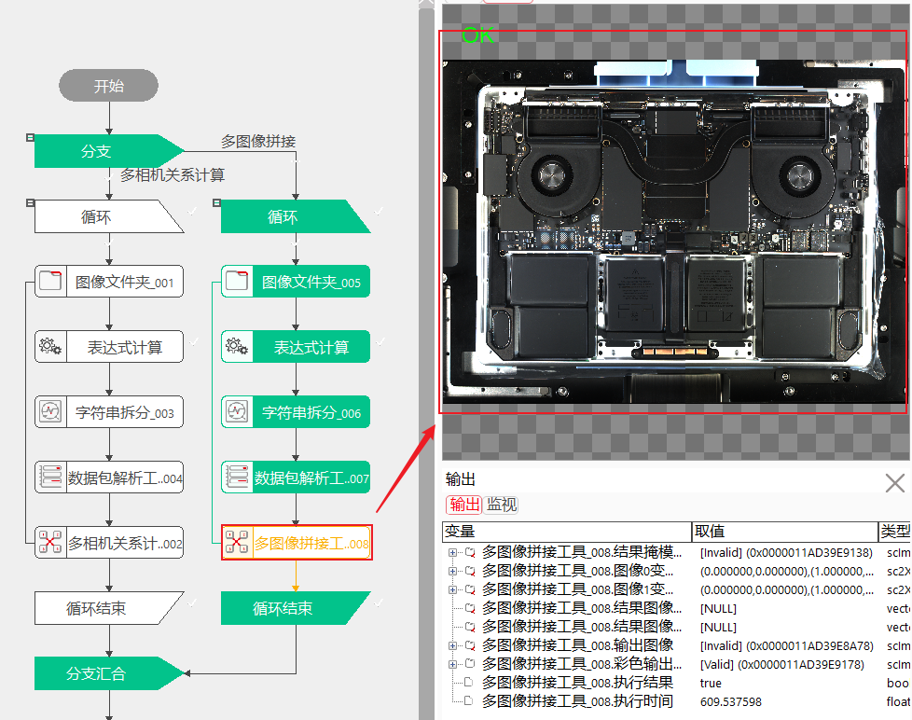 OK
开始
分支
多图像拼接
多相机关系计算
循环
循环
图像文件夹_001
图像文件夹_005
表达式计算
表达式计算
字符串拆分_003
字符串拆分_006
数据包解析工..004
数据包解析工..007
多相机关系计..002
多图像拼接工..008
循环结束
循环结束
分支汇合
输出
输出 监视
变量 取值 类型
多图像拼接工具_008.结果掩模... [Invalid] (0x0000011AD39E9138) scIm
多图像拼接工具_008.图像0变... (0.000000,0.000000),(1.000000,... sc2X
多图像拼接工具_008.图像1变... (0.000000,0.000000),(1.000000,... sc2X
多图像拼接工具_008.结果图像... [NULL] vecto
多图像拼接工具_008.结果图像... [NULL] vecto
多图像拼接工具_008.输出图像 [Invalid] (0x0000011AD39E8A78) scIm
多图像拼接工具_008.彩色输出... [Valid] (0x0000011AD39E9178) scIm
多图像拼接工具_008.执行结果 true boo
多图像拼接工具_008.执行时间 609.537598 float